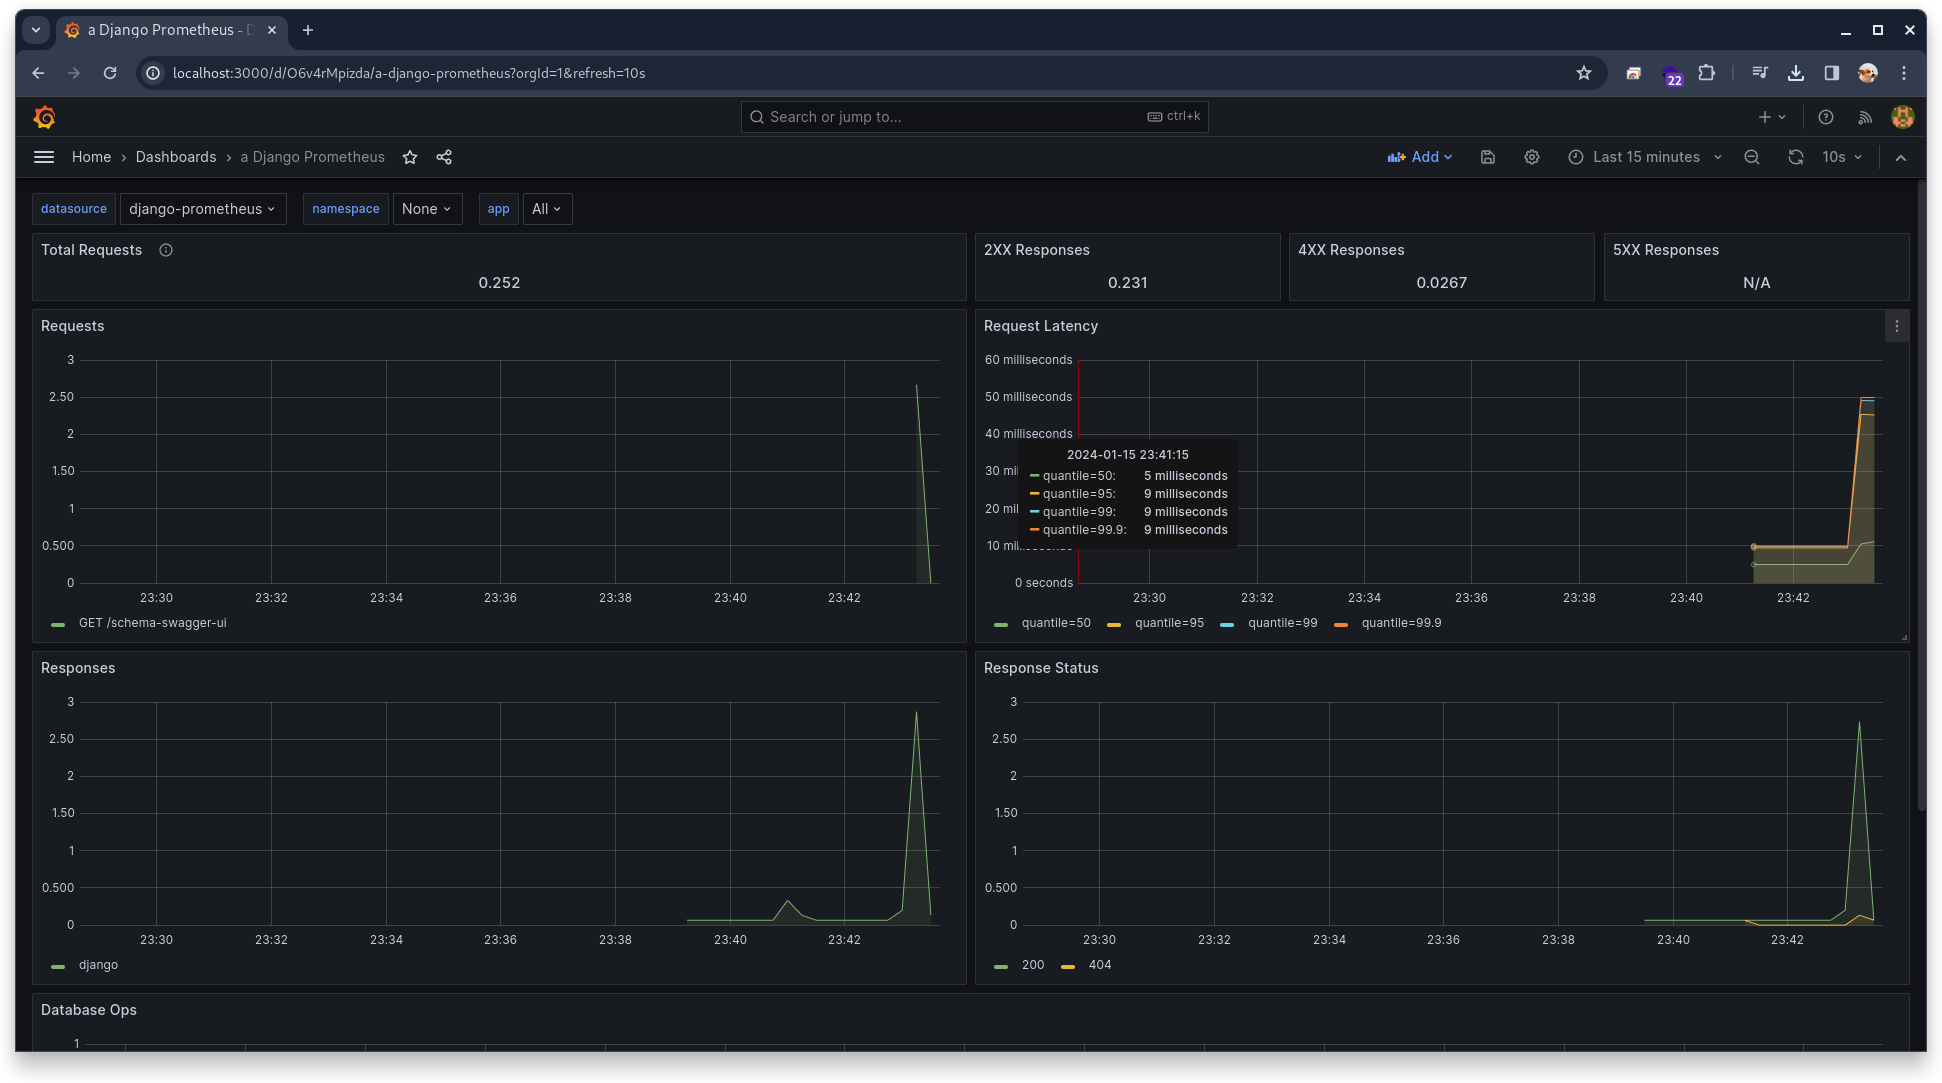 a Django Prometheus - D
localhost:3000/d/O6v4rMpizda/a-django-prometheus?orgId=1&refresh=10s
22
Search or jump to...
ctrl+k
Home › Dashboards › a Django Prometheus
Add
Last 15 minutes
10s
datasource
django-prometheus
namespace
None
app
All
Total Requests
0.252
2XX Responses
0.231
4XX Responses
0.0267
5XX Responses
N/A
Requests
3
2.50
2
1.50
1
0.500
0
23:30 23:32 23:34 23:36 23:38 23:40 23:42
GET /schema-swagger-ui
Request Latency
60 milliseconds
50 milliseconds
40 milliseconds
30 mil
20 mil
10 milliseconds
0 seconds
2024-01-15 23:41:15
quantile=50: 5 milliseconds
quantile=95: 9 milliseconds
quantile=99: 9 milliseconds
quantile=99.9: 9 milliseconds
23:30 23:32 23:34 23:36 23:38 23:40 23:42
quantile=50 quantile=95 quantile=99 quantile=99.9
Responses
3
2.50
2
1.50
1
0.500
0
23:30 23:32 23:34 23:36 23:38 23:40 23:42
django
Response Status
3
2.50
2
1.50
1
0.500
0
23:30 23:32 23:34 23:36 23:38 23:40 23:42
200 404
Database Ops
1